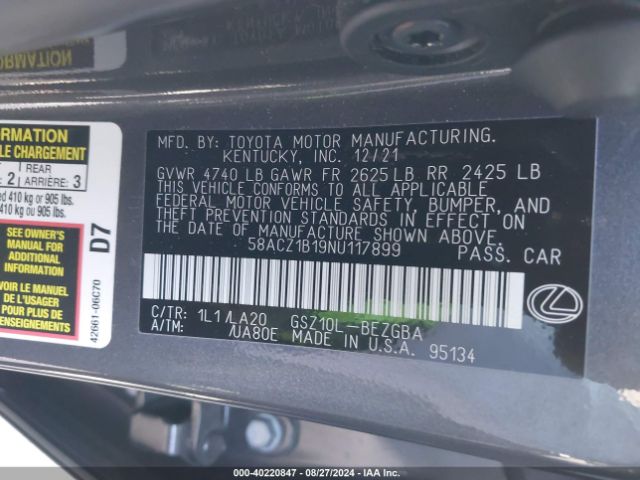 MFD. BY: TOYOTA MOTOR MANUFACTURING.
KENTUCKY, INC. 12/21
GVWR 4740 LB GAWR FR 2625 LB RR 2425 LB
THIS VEHICLE CONFORMS TO ALL APPLICABLE
FEDERAL MOTOR VEHICLE SAFETY, BUMPER, AND
THEFT PREVENTION STANDARDS IN EFFECT ON
THE DATE OF MANUFACTURE SHOWN ABOVE.
58ACZ1B19NU117899 PASS. CAR
C/TR: 1L1/LA20 GSZ10L-BEZGBA
A/TM: /UA80E MADE IN U.S.A. 95134
ORMATION
LE CHARGEMENT
2 REAR
ARRIÈRE: 3
ed 410 kg or 905 lbs.
410 kg ou 905 lbs.
SEE OWNER'S
MANUAL FOR
ADDITIONAL
INFORMATION
VOIR LE MANUEL
DE L'USAGER
POUR PLUS DE
RENSEIGNEMENTS
D7
42661-06C70
000-40220847 - 08/27/2024 - IAA Inc.